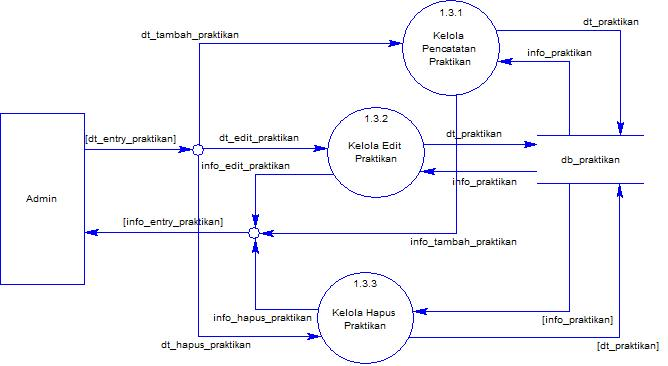 1.3.1
Kelola
Pencatatan
Praktikan
dt_praktikan
dt_tambah_praktikan
info_praktikan
1.3.2
Kelola Edit
Praktikan
[dt_entry_praktikan]
dt_edit_praktikan
dt_praktikan
info_edit_praktikan
db_praktikan
info_praktikan
Admin
[info_entry_praktikan]
info_tambah_praktikan
1.3.3
Kelola Hapus
Praktikan
info_hapus_praktikan
[info_praktikan]
dt_hapus_praktikan
[dt_praktikan]